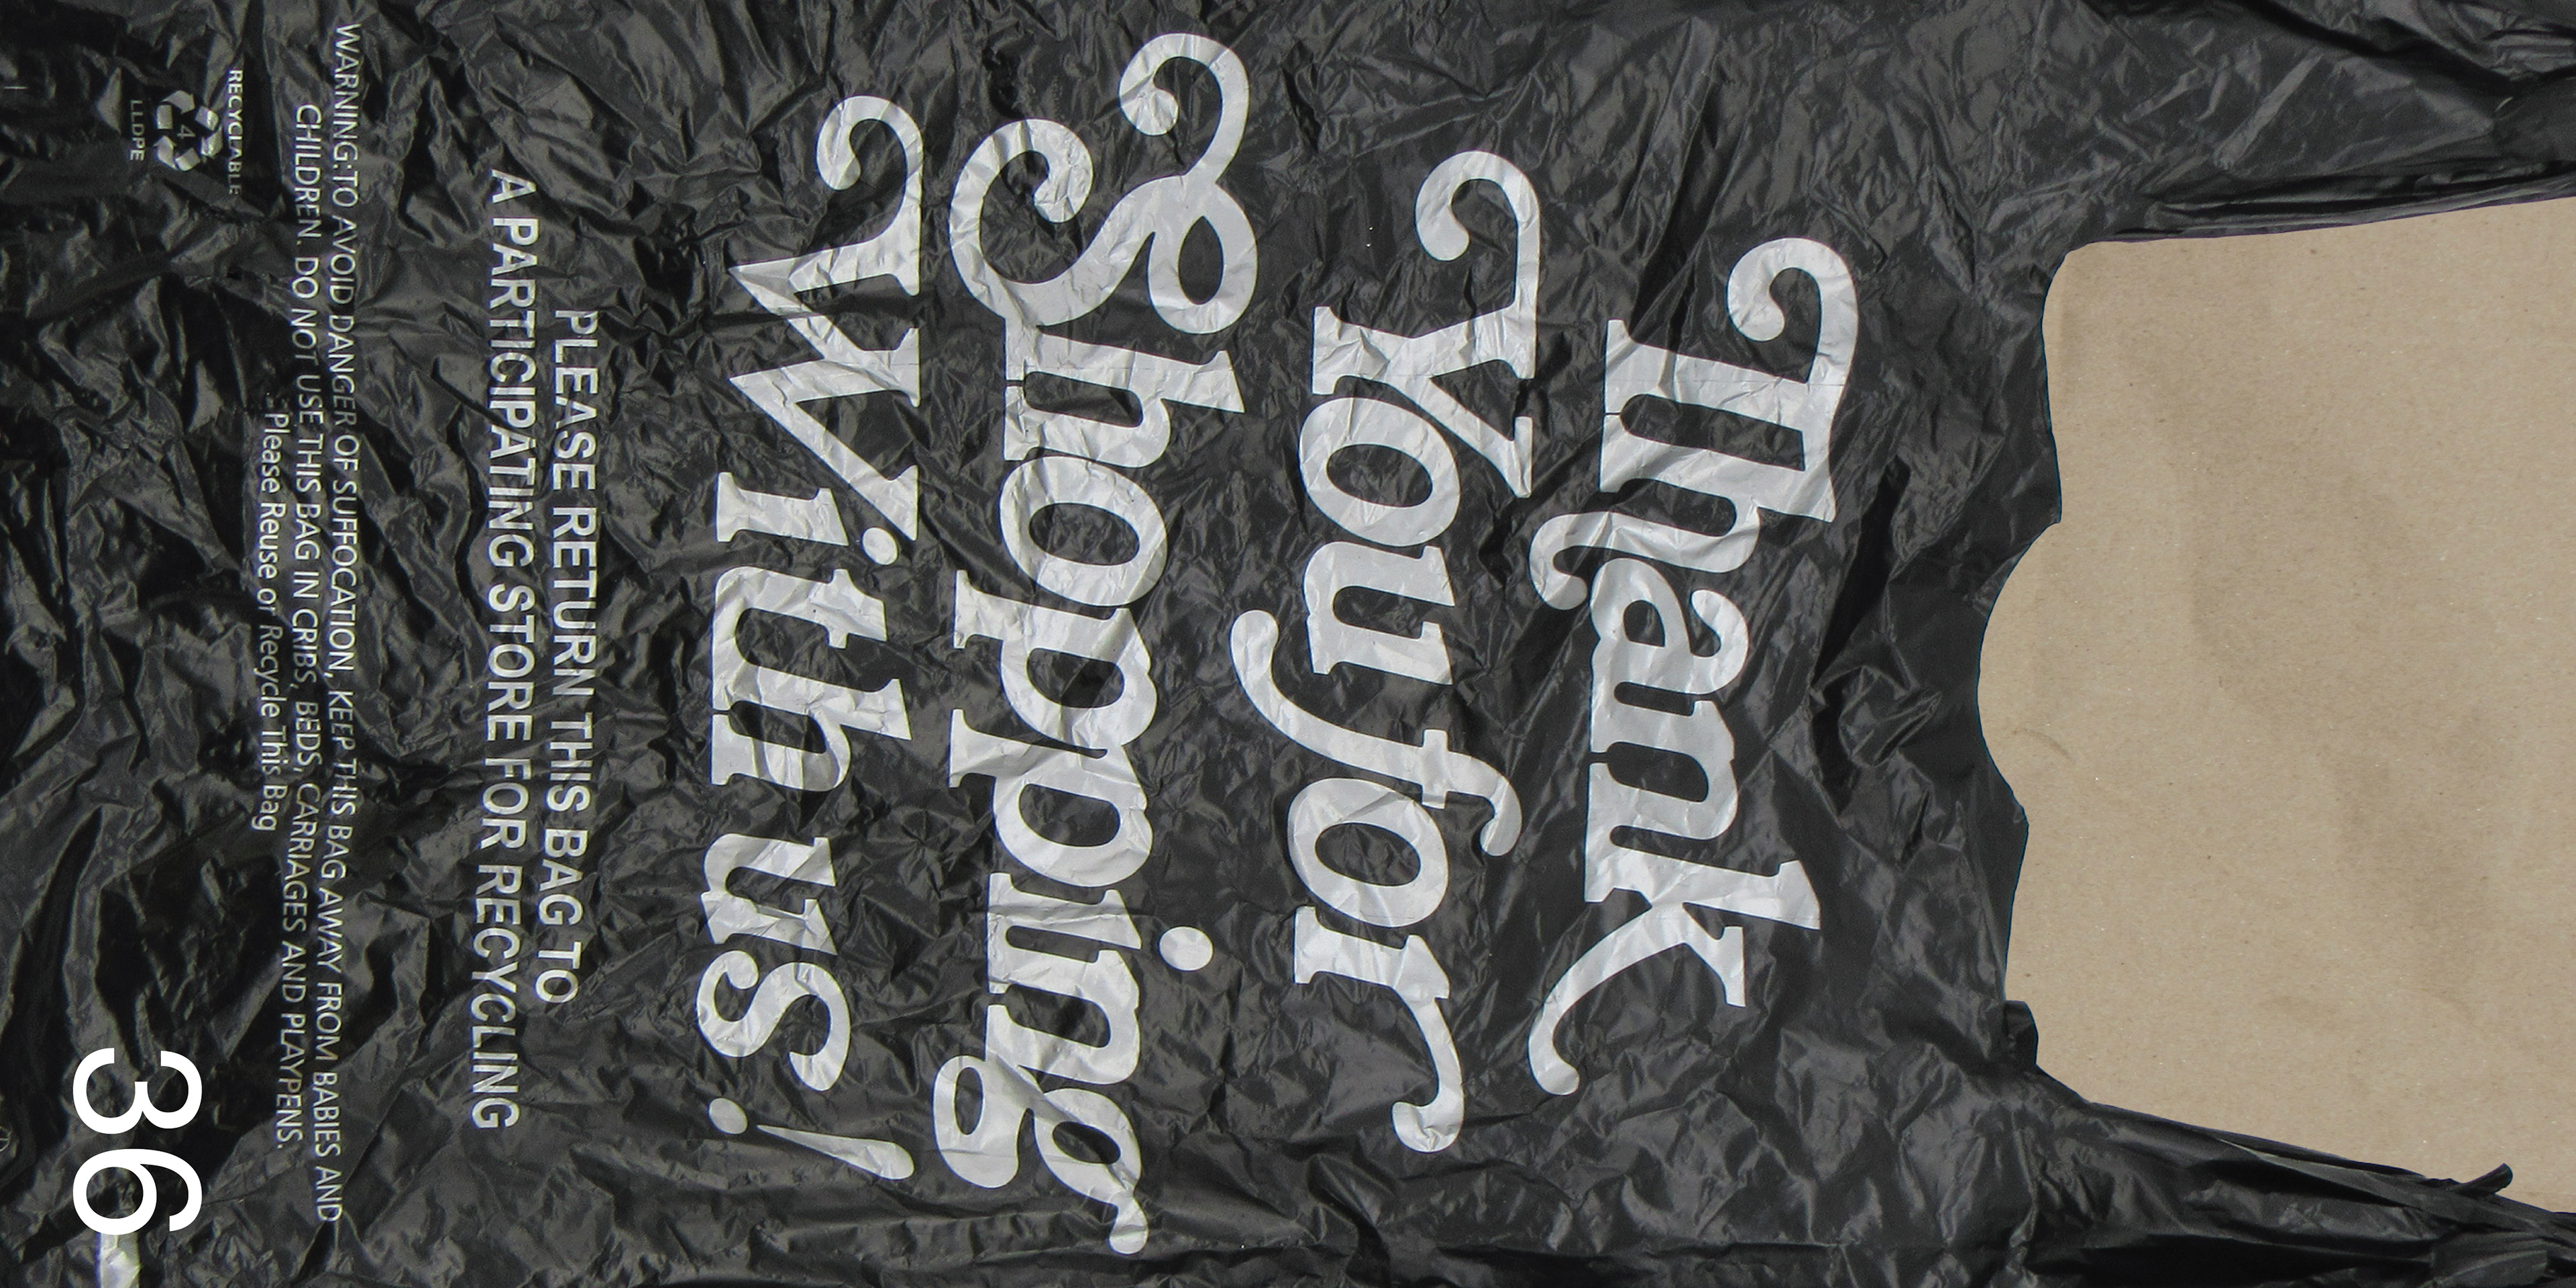 Thank
You for
Shopping
With us!
PLEASE RETURN THIS BAG TO
A PARTICIPATING STORE FOR RECYCLING
WARNING:TO AVOID DANGER OF SUFFOCATION, KEEP THIS BAG AWAY FROM BABIES AND
CHILDREN. DO NOT USE THIS BAG IN CRIBS, BEDS, CARRIAGES AND PLAYPENS.
Please Reuse or Recycle This Bag
RECYCLABLE
4
LLDPE
36